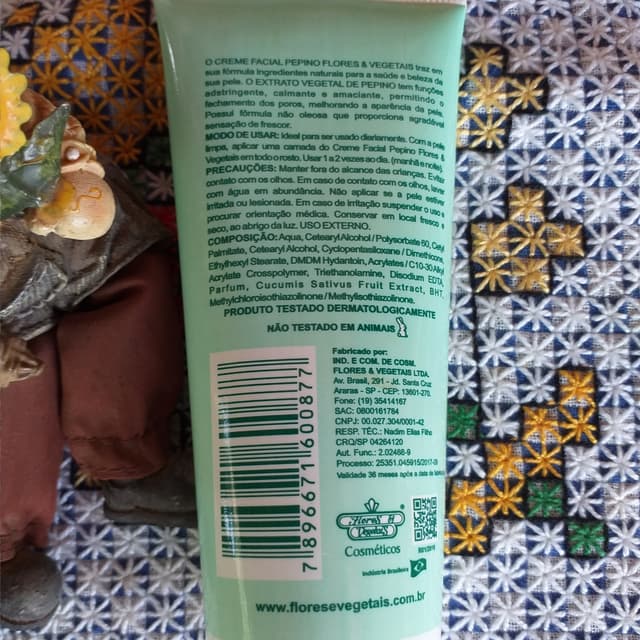 O CREME FACIAL PEPINO FLORES & VEGETAIS traz em
sua fórmula ingredientes naturais para a saúde e beleza de
sua pele. O EXTRATO VEGETAL DE PEPINO tem funções
adstringente, calmante e amaciante, permitindo o
fechamento dos poros, melhorando a aparência da pele.
Possui fórmula não oleosa que proporciona agradável
sensação de frescor.
MODO DE USAR: Ideal para ser usado diariamente. Com a pele
limpa, aplicar uma camada do Creme Facial Pepino Flores &
Vegetais em todo o rosto. Usar 1 a 2 vezes ao dia. (manhã e noite).
PRECAUÇÕES: Manter fora do alcance das crianças. Evite
contato com os olhos. Em caso de contato com os olhos, lavar
com água em abundância. Não aplicar se a pele estiver
irritada ou lesionada. Em caso de irritação suspender o uso e
procurar orientação médica. Conservar em local fresco e
seco, ao abrigo da luz. USO EXTERNO.
COMPOSIÇÃO: Aqua, Cetearyl Alcohol / Polysorbate 60, Cetyl
Palmitate, Cetearyl Alcohol, Cyclopentasiloxane / Dimethicone,
Ethylhexyl Stearate, DMDM Hydantoin, Acrylates / C10-30 Alkyl
Acrylate Crosspolymer, Triethanolamine, Disodium EDTA,
Parfum, Cucumis Sativus Fruit Extract, BHT,
Methylchloroisothiazolinone / Methylisothiazolinone.
PRODUTO TESTADO DERMATOLOGICAMENTE
NÃO TESTADO EM ANIMAIS
7 896671 600877
Fabricado por:
IND. E COM. DE COSM.
FLORES & VEGETAIS LTDA.
Av. Brasil, 291 - Jd. Santa Cruz
Araras - SP - CEP: 13601-270.
Fone: (19) 35414167
SAC: 0800161784
CNPJ: 00.027.304/0001-42
RESP. TÉC.: Nadim Elias Filho
CRQ/SP 04264120
Aut. Func.: 2.02488-9
Processo: 25351.045915/2017-
Validade 36 meses após a data de
Flores &
Vegetais
Cosméticos
Indústria Brasileira
www.floresevegetais.com.br